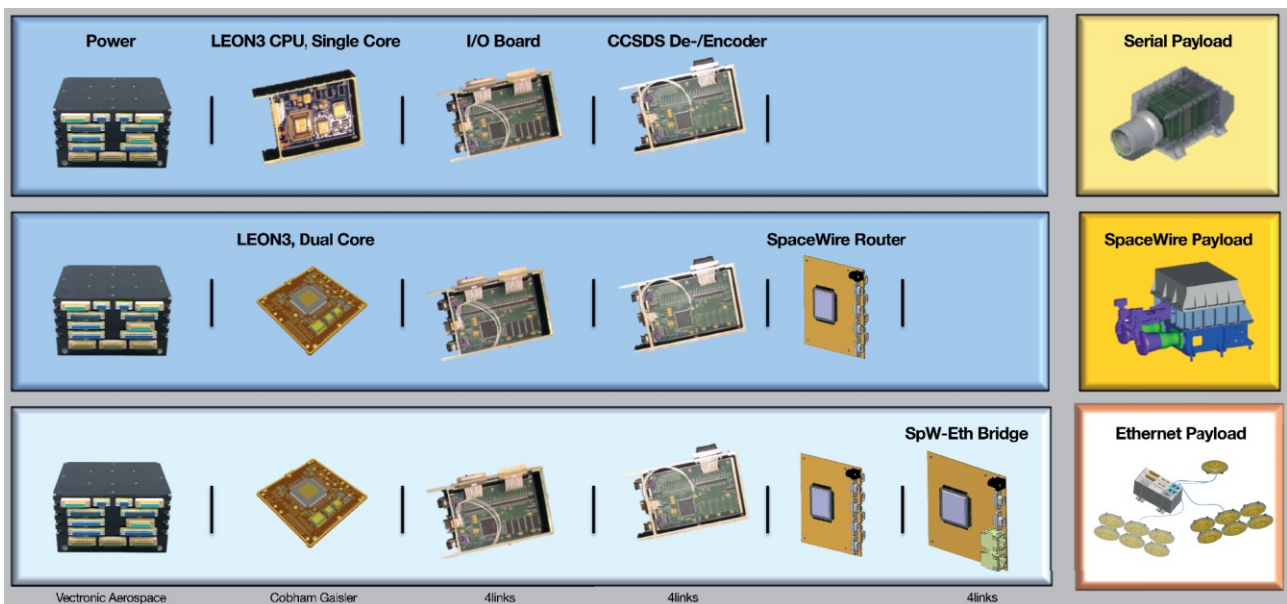 Power
LEON3 CPU, Single Core
I/O Board
CCSDS De-/Encoder
Serial Payload
LEON3, Dual Core
SpaceWire Router
SpaceWire Payload
SpW-Eth Bridge
Ethernet Payload
Vectronic Aerospace
Cobham Gaisler
4links
4links
4links